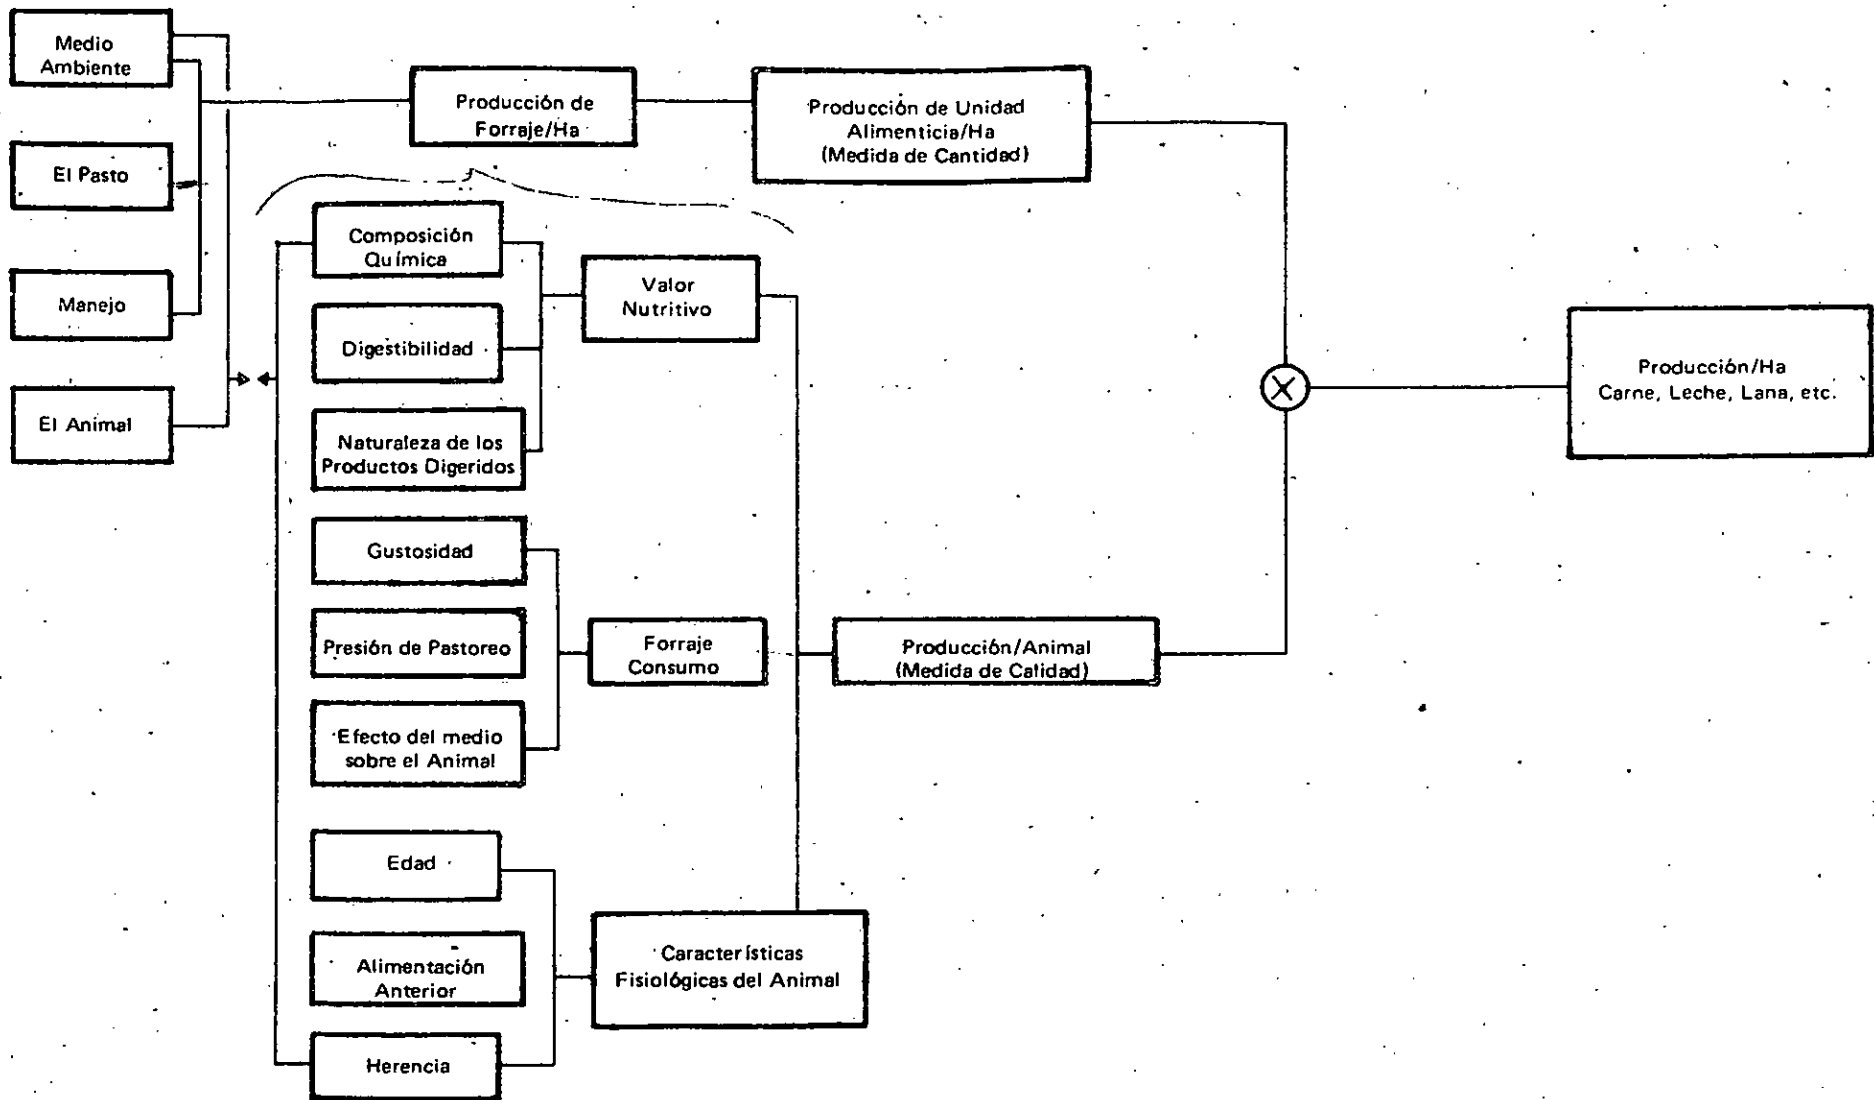 Medio
Ambiente
El Pasto
Manejo
El Animal
Producción de
Forraje/Ha
Producción de Unidad
Alimenticia/Ha
(Medida de Cantidad)
Composición
Química
Digestibilidad
Naturaleza de los
Productos Digeridos
Valor
Nutritivo
Gustosidad
Presión de Pastoreo
Efecto del medio
sobre el Animal
Forraje
Consumo
Edad
Alimentación
Anterior
Herencia
Características
Fisiológicas del Animal
Producción/Animal
(Medida de Calidad)
X
Producción/Ha
Carne, Leche, Lana, etc.